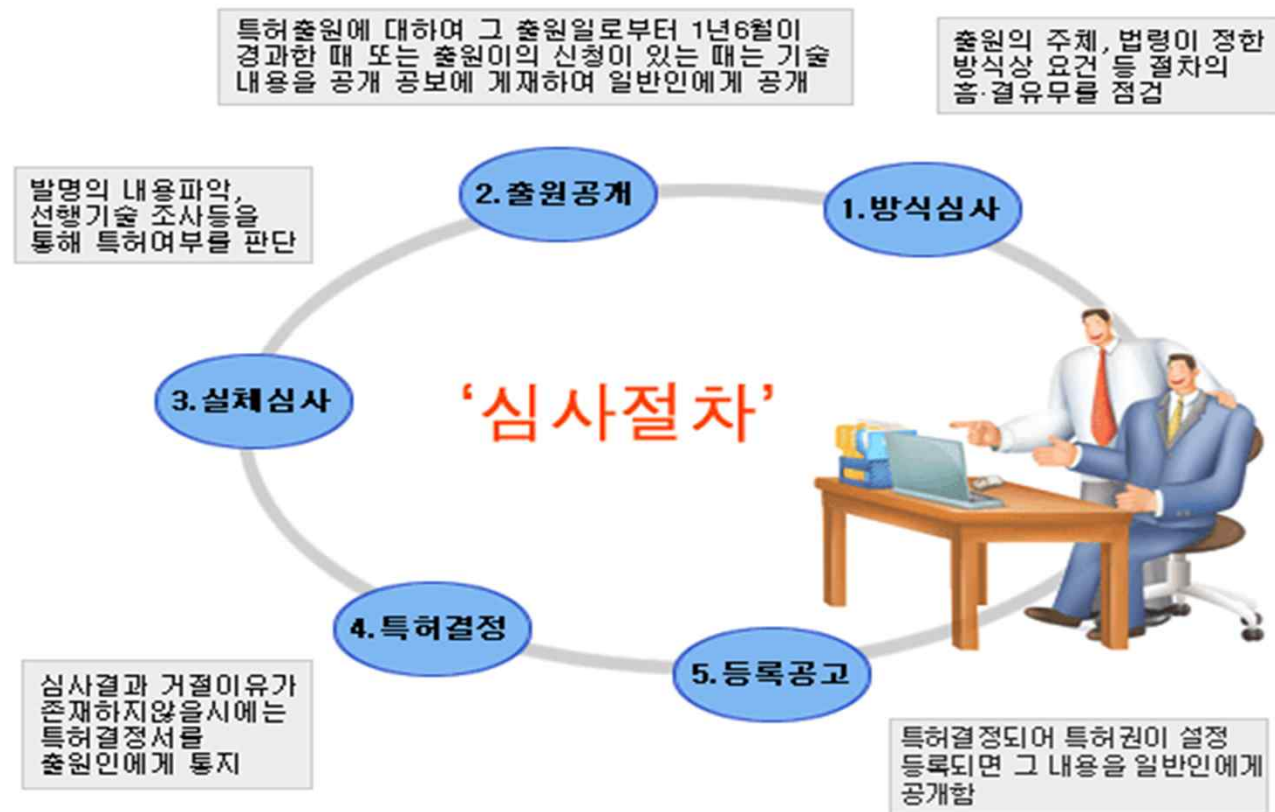 특허출원에 대하여 그 출원일로부터 1년6월이
경과한 때 또는 출원이의 신청이 있는 때는 기술
내용을 공개 공보에 게재하여 일반인에게 공개
출원의 주체, 법령이 정한
방식상 요건 등 절차의
흠·결유무를 점검
2.출원공개
1.방식심사
발명의 내용파악,
선행기술 조사등을
통해 특허여부를 판단
3.실체심사
‘심사절차’
4.특허결정
5.등록공고
심사결과 거절이유가
존재하지않을시에는
특허결정서를
출원인에게 통지
특허결정되어 특허권이 설정
등록되면 그 내용을 일반인에게
공개함